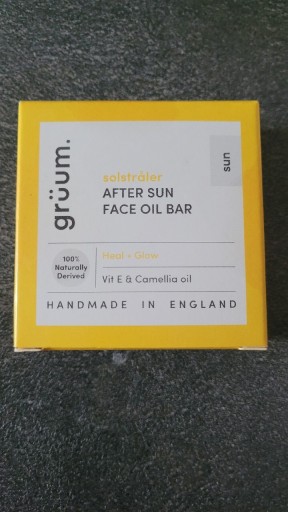 grüum.
solstråler
AFTER SUN
FACE OIL BAR
sun
100%
Naturally
Derived
Heal + Glow
Vit E & Camellia oil
HANDMADE IN ENGLAND